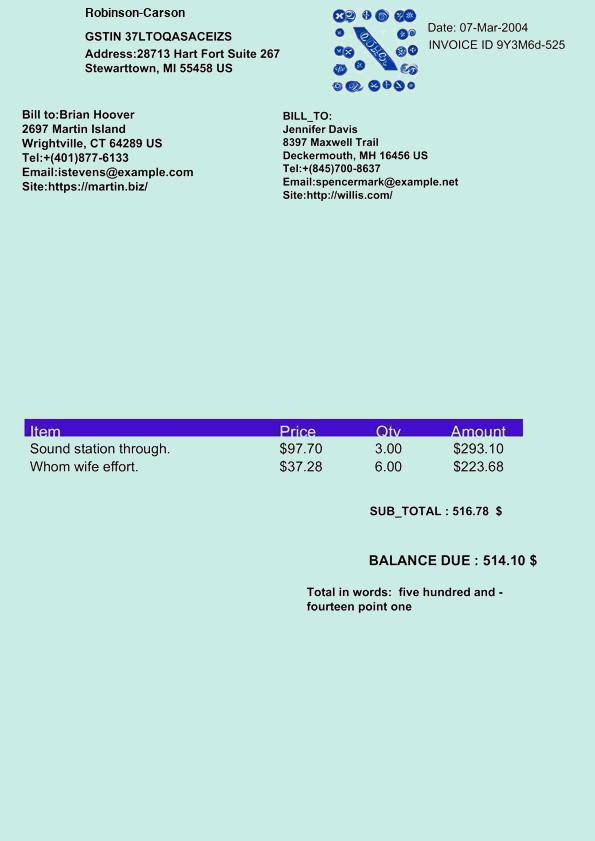 Robinson-Carson
GSTIN 37LTOQASACEIZS
Address:28713 Hart Fort Suite 267
Stewarttown, MI 55458 US
Date: 07-Mar-2004
INVOICE ID 9Y3M6d-525
Bill to:Brian Hoover
2697 Martin Island
Wrightville, CT 64289 US
Tel:+(401)877-6133
Email:istevens@example.com
Site:https://martin.biz/
BILL_TO:
Jennifer Davis
8397 Maxwell Trail
Deckermouth, MH 16456 US
Tel:+(845)700-8637
Email:spencermark@example.net
Site:http://willis.com/
Item Price Qty Amount
Sound station through. $97.70 3.00 $293.10
Whom wife effort. $37.28 6.00 $223.68
SUB_TOTAL : 516.78 $
BALANCE DUE : 514.10 $
Total in words: five hundred and -
fourteen point one